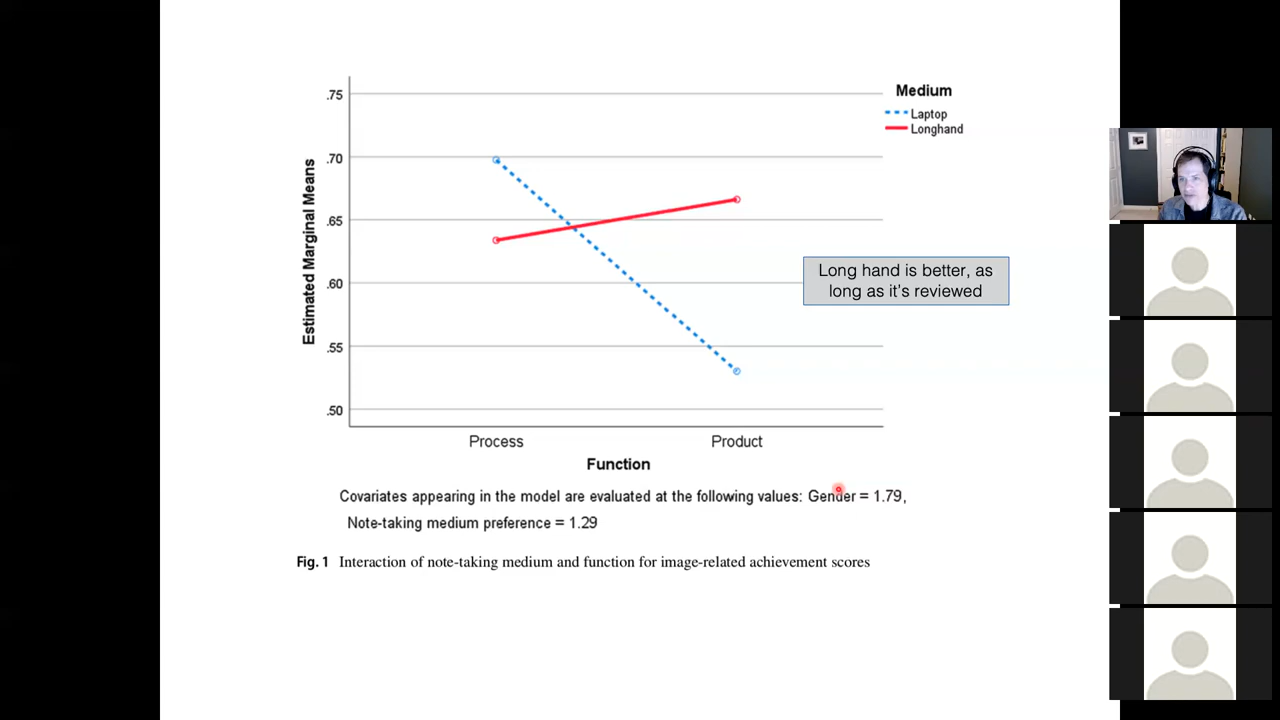 .75
.70
.65
.60
.55
.50
Estimated Marginal Means
Process
Product
Function
Medium
Laptop
Longhand
Long hand is better, as
long as it's reviewed
Covariates appearing in the model are evaluated at the following values: Gender = 1.79,
Note-taking medium preference = 1.29
Fig. 1 Interaction of note-taking medium and function for image-related achievement scores